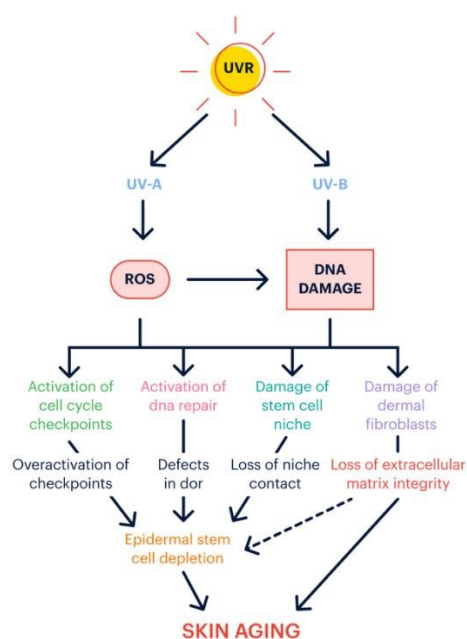 UVR
UV-A
UV-B
ROS
DNA
DAMAGE
Activation of
cell cycle
checkpoints
Activation of
dna repair
Damage of
stem cell
niche
Damage of
dermal
fibroblasts
Overactivation of
checkpoints
Defects
in dor
Loss of niche
contact
Loss of extracellular
matrix integrity
Epidermal stem
cell depletion
SKIN AGING